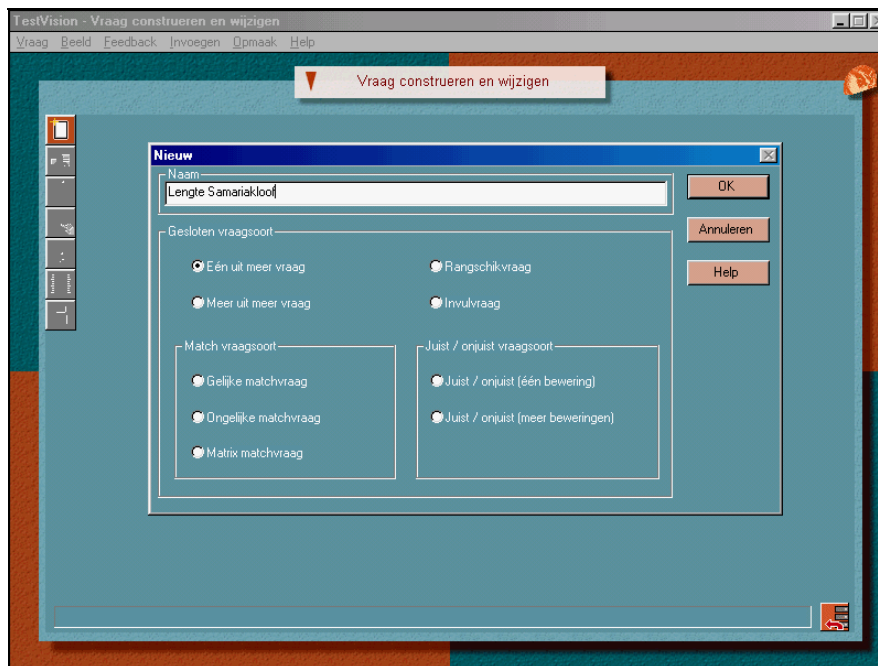 TestVision - Vraag construeren en wijzigen
Vraag Beeld Feedback Invoegen Opmaak Help
Vraag construeren en wijzigen
Nieuw
Naam
Lengte Samariakloof
OK
Gesloten vraagsoort
Annuleren
Eén uit meer vraag
Rangschikvraag
Help
Meer uit meer vraag
Invulvraag
Match vraagsoort
Juist / onjuist vraagsoort
Gelijke matchvraag
Juist / onjuist (één bewering)
Ongelijke matchvraag
Juist / onjuist (meer beweringen)
Matrix matchvraag